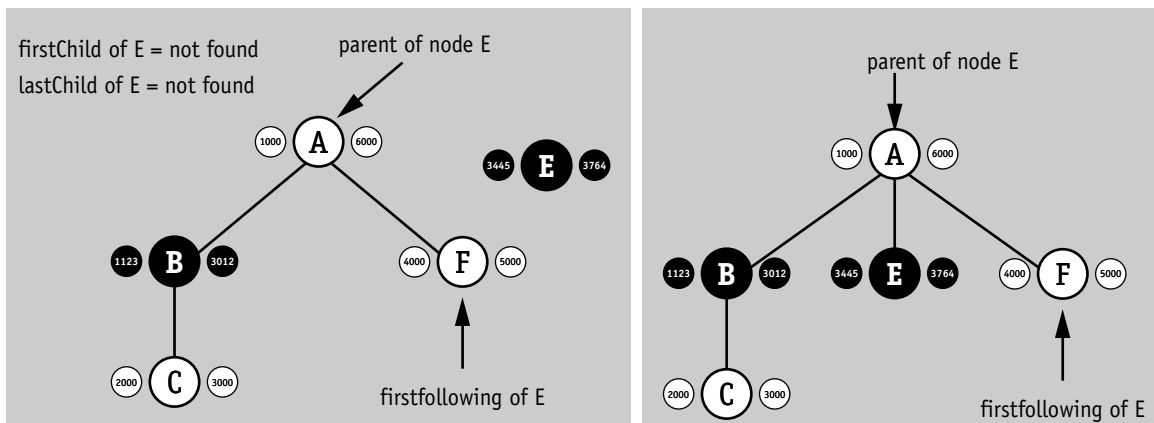 firstChild of E = not found
lastChild of E = not found
parent of node E
1000 A 6000
3445 E 3764
1123 B 3012
4000 F 5000
2000 C 3000
firstfollowing of E
parent of node E
1000 A 6000
1123 B 3012
3445 E 3764
4000 F 5000
2000 C 3000
firstfollowing of E